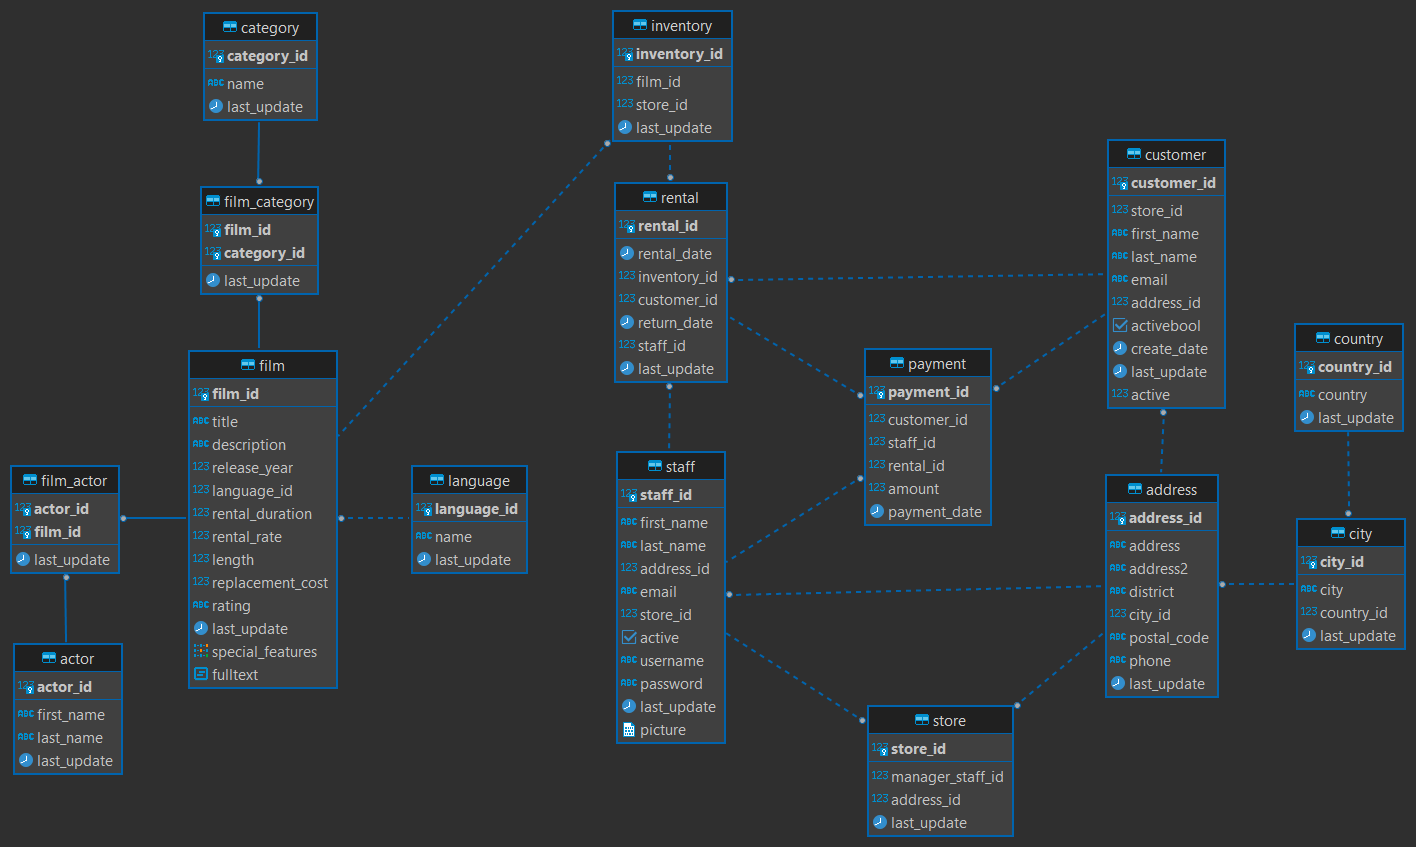 category
category_id
name
last_update
film_category
film_id
category_id
last_update
film
film_id
title
description
release_year
language_id
rental_duration
rental_rate
length
replacement_cost
rating
last_update
special_features
fulltext
film_actor
actor_id
film_id
last_update
actor
actor_id
first_name
last_name
last_update
language
language_id
name
last_update
inventory
inventory_id
film_id
store_id
last_update
rental
rental_id
rental_date
inventory_id
customer_id
return_date
staff_id
last_update
staff
staff_id
first_name
last_name
address_id
email
store_id
active
username
password
last_update
picture
payment
payment_id
customer_id
staff_id
rental_id
amount
payment_date
store
store_id
manager_staff_id
address_id
last_update
customer
customer_id
store_id
first_name
last_name
email
address_id
activebool
create_date
last_update
active
address
address_id
address
address2
district
city_id
postal_code
phone
last_update
country
country_id
country
last_update
city
city_id
city
country_id
last_update